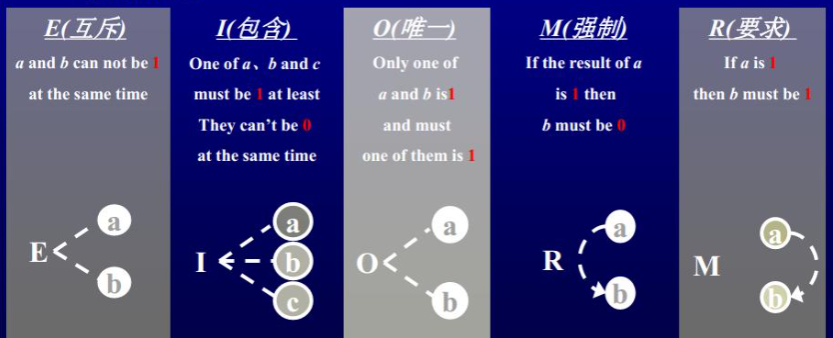 E(互斥)
a and b can not be 1
at the same time
E
a
b
I(包含)
One of a、b and c
must be 1 at least
They can't be 0
at the same time
I
a
b
c
O(唯一)
Only one of
a and b is1
and must
one of them is 1
O
a
b
M(强制)
If the result of a
is 1 then
b must be 0
R
a
b
R(要求)
If a is 1
then b must be 1
M
a
b